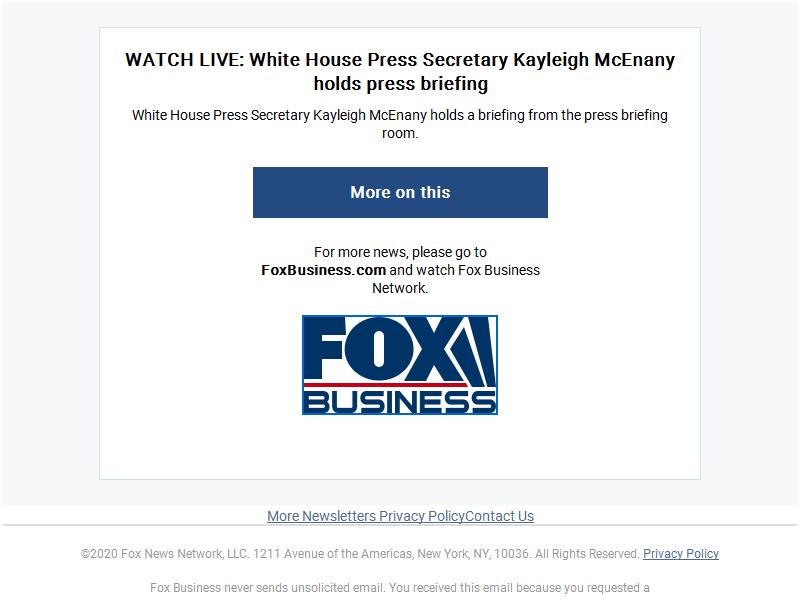 WATCH LIVE: White House Press Secretary Kayleigh McEnany
holds press briefing
White House Press Secretary Kayleigh McEnany holds a briefing from the press briefing
room.
More on this
For more news, please go to
FoxBusiness.com and watch Fox Business
Network.
FOX
BUSINESS
More Newsletters Privacy PolicyContact Us
©2020 Fox News Network, LLC. 1211 Avenue of the Americas, New York, NY, 10036. All Rights Reserved. Privacy Policy
Fox Business never sends unsolicited email. You received this email because you requested a